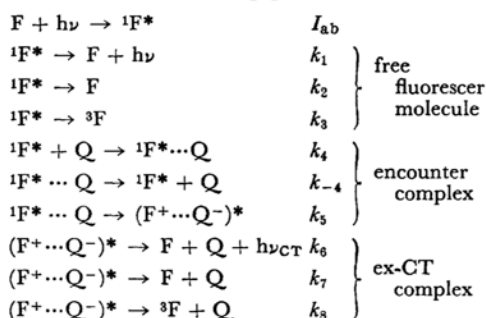 F + hν → ¹F* I_ab
¹F* → F + hν k₁
¹F* → F k₂
¹F* → ³F k₃
free fluorescer molecule
¹F* + Q → ¹F*···Q k₄
¹F* ··· Q → ¹F* + Q k₋₄
¹F* ··· Q → (F⁺···Q⁻)* k₅
encounter complex
(F⁺···Q⁻)* → F + Q + hν_CT k₆
(F⁺···Q⁻)* → F + Q k₇
(F⁺···Q⁻)* → ³F + Q k₈
ex-CT complex